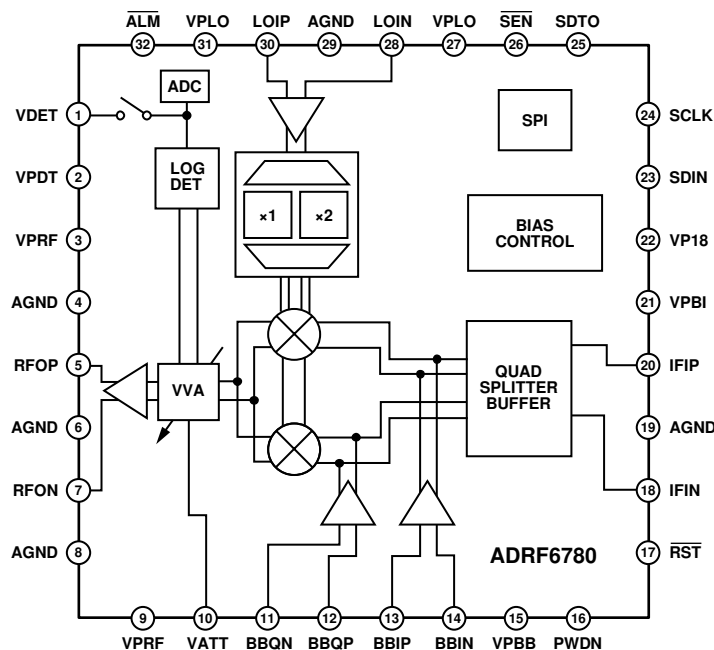 ALM VPLO LOIP AGND LOIN VPLO SEN SDTO
32 31 30 29 28 27 26 25
ADC
VDET 1
SPI
24 SCLK
LOG
DET
VPDT 2
23 SDIN
×1 ×2
BIAS
CONTROL
VPRF 3
22 VP18
AGND 4
21 VPBI
RFOP 5
VVA
QUAD
SPLITTER
BUFFER
20 IFIP
AGND 6
19 AGND
RFON 7
18 IFIN
AGND 8
ADRF6780
17 RST
9 10 11 12 13 14 15 16
VPRF VATT BBQN BBQP BBIP BBIN VPBB PWDN